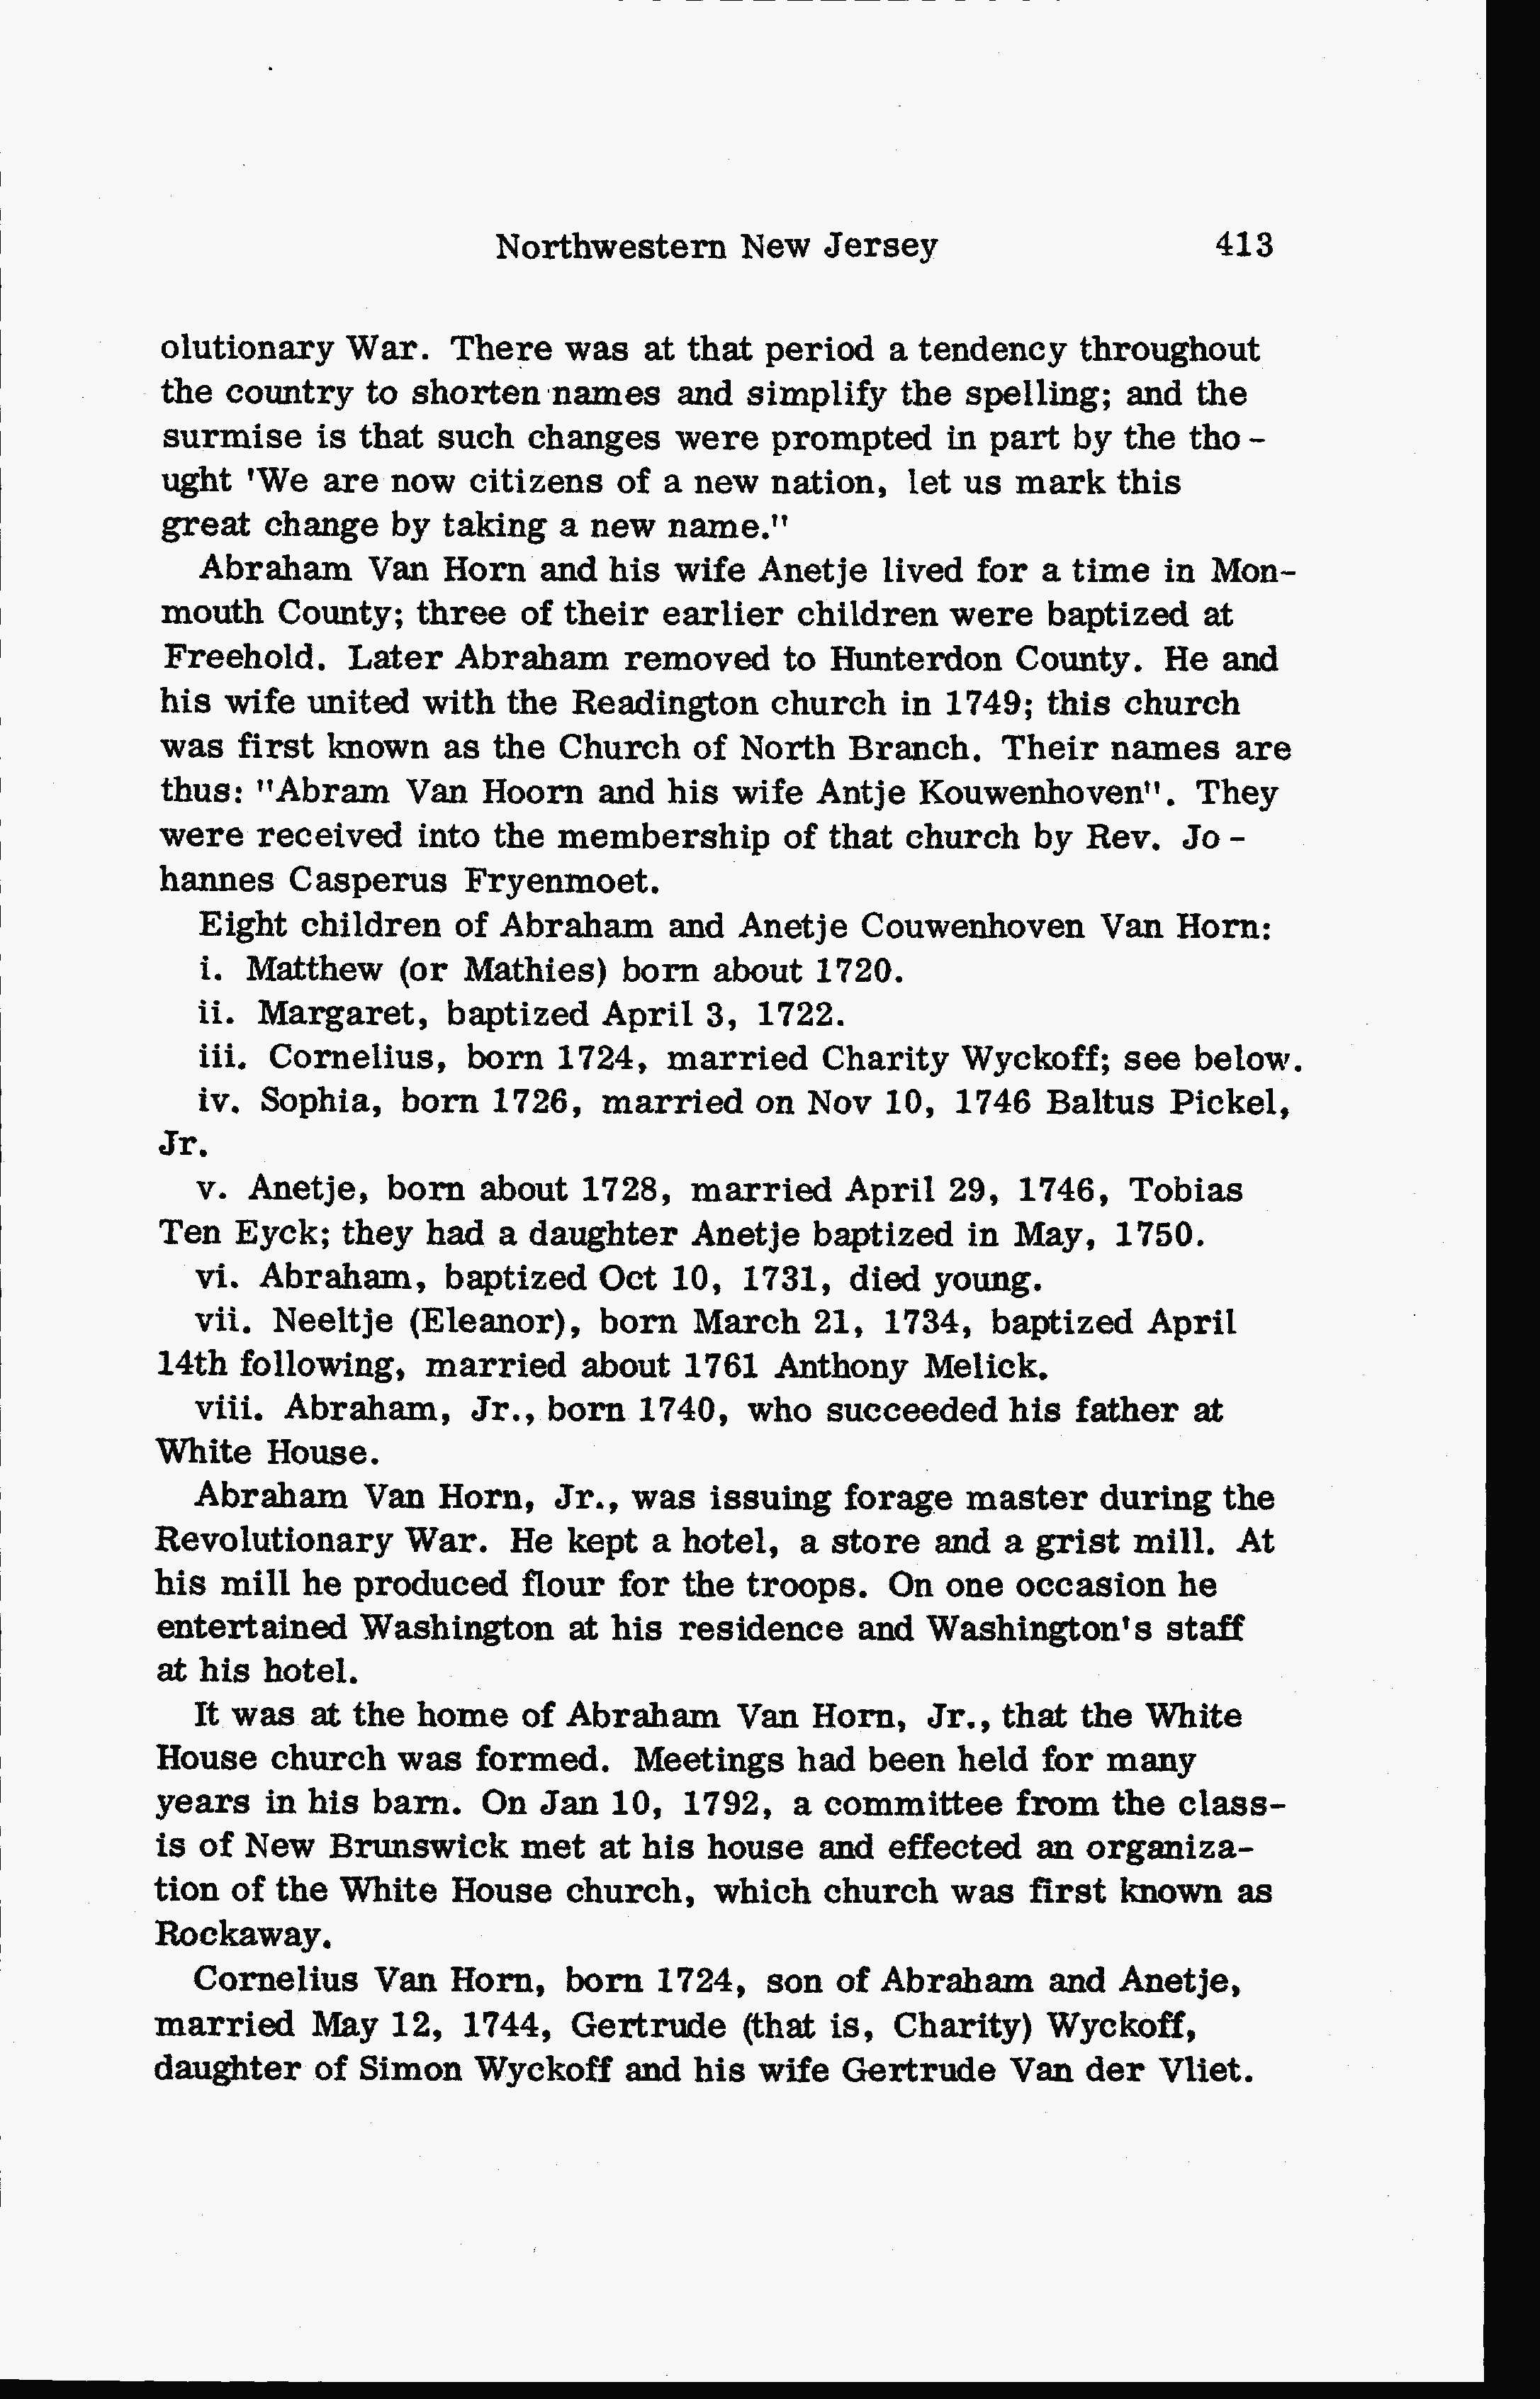 Northwestern New Jersey 413
olutionary War. There was at that period a tendency throughout
the country to shorten names and simplify the spelling; and the
surmise is that such changes were prompted in part by the tho -
ught 'We are now citizens of a new nation, let us mark this
great change by taking a new name."
Abraham Van Horn and his wife Anetje lived for a time in Mon-
mouth County; three of their earlier children were baptized at
Freehold. Later Abraham removed to Hunterdon County. He and
his wife united with the Readington church in 1749; this church
was first known as the Church of North Branch. Their names are
thus: "Abram Van Hoorn and his wife Antje Kouwenhoven". They
were received into the membership of that church by Rev. Jo -
hannes Casperus Fryenmoet.
Eight children of Abraham and Anetje Couwenhoven Van Horn:
i. Matthew (or Mathies) born about 1720.
ii. Margaret, baptized April 3, 1722.
iii. Cornelius, born 1724, married Charity Wyckoff; see below.
iv. Sophia, born 1726, married on Nov 10, 1746 Baltus Pickel,
Jr.
v. Anetje, born about 1728, married April 29, 1746, Tobias
Ten Eyck; they had a daughter Anetje baptized in May, 1750.
vi. Abraham, baptized Oct 10, 1731, died young.
vii. Neeltje (Eleanor), born March 21, 1734, baptized April
14th following, married about 1761 Anthony Melick.
viii. Abraham, Jr., born 1740, who succeeded his father at
White House.
Abraham Van Horn, Jr., was issuing forage master during the
Revolutionary War. He kept a hotel, a store and a grist mill. At
his mill he produced flour for the troops. On one occasion he
entertained Washington at his residence and Washington's staff
at his hotel.
It was at the home of Abraham Van Horn, Jr., that the White
House church was formed. Meetings had been held for many
years in his barn. On Jan 10, 1792, a committee from the class-
is of New Brunswick met at his house and effected an organiza-
tion of the White House church, which church was first known as
Rockaway.
Cornelius Van Horn, born 1724, son of Abraham and Anetje,
married May 12, 1744, Gertrude (that is, Charity) Wyckoff,
daughter of Simon Wyckoff and his wife Gertrude Van der Vliet.